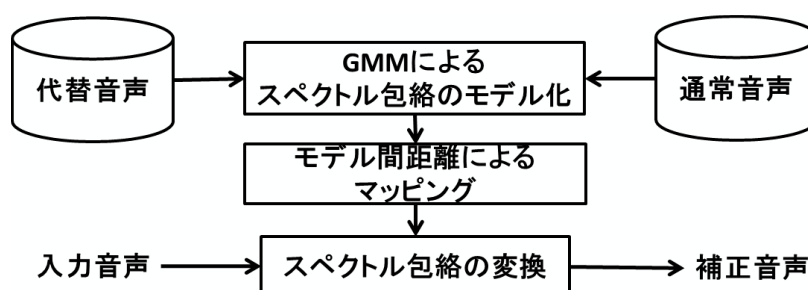 代替音声
GMMによる
スペクトル包絡のモデル化
通常音声
モデル間距離による
マッピング
入力音声
スペクトル包絡の変換
補正音声